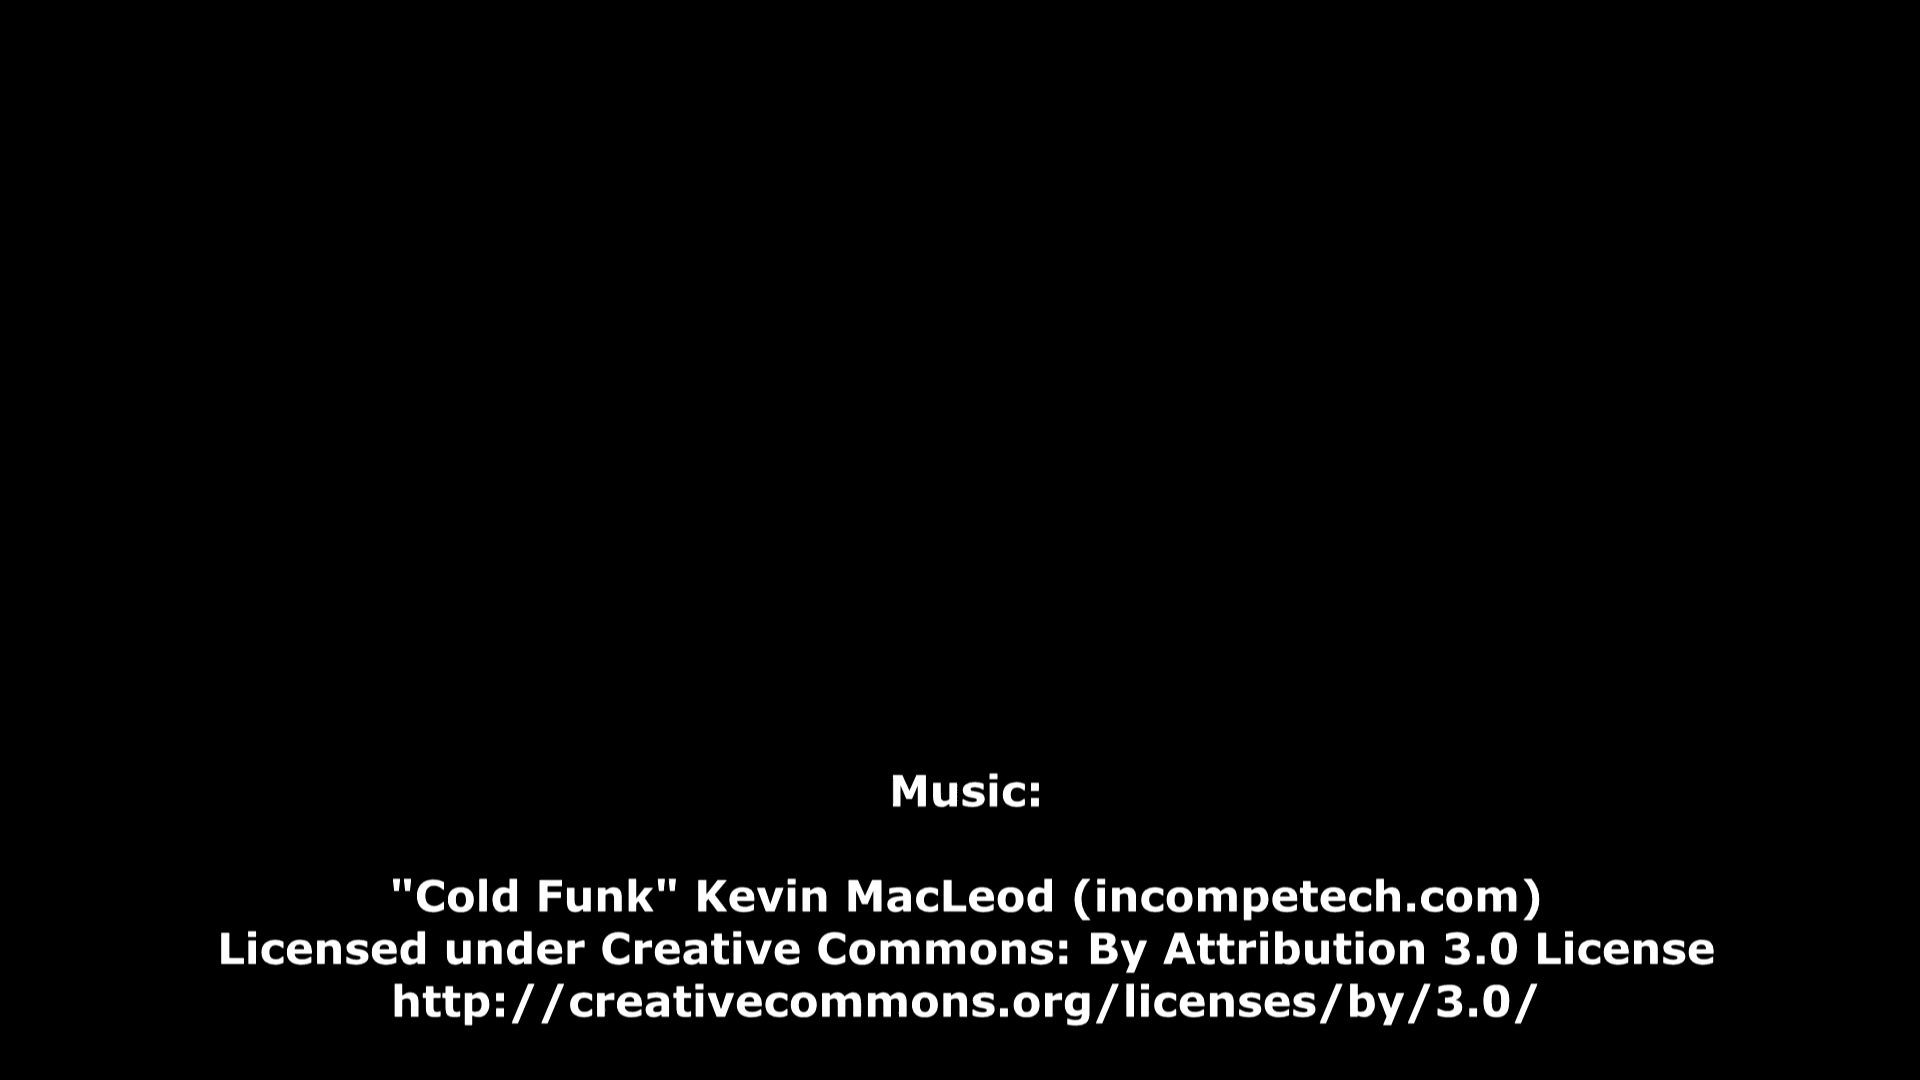 Music:
"Cold Funk" Kevin MacLeod (incompetech.com)
Licensed under Creative Commons: By Attribution 3.0 License
http://creativecommons.org/licenses/by/3.0/